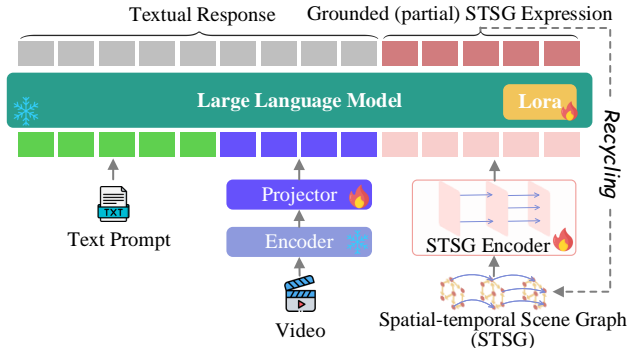 Textual Response
Grounded (partial) STSG Expression
Large Language Model
Lora
Recycling
TXT
Text Prompt
Projector
Encoder
Video
STSG Encoder
Spatial-temporal Scene Graph
(STSG)